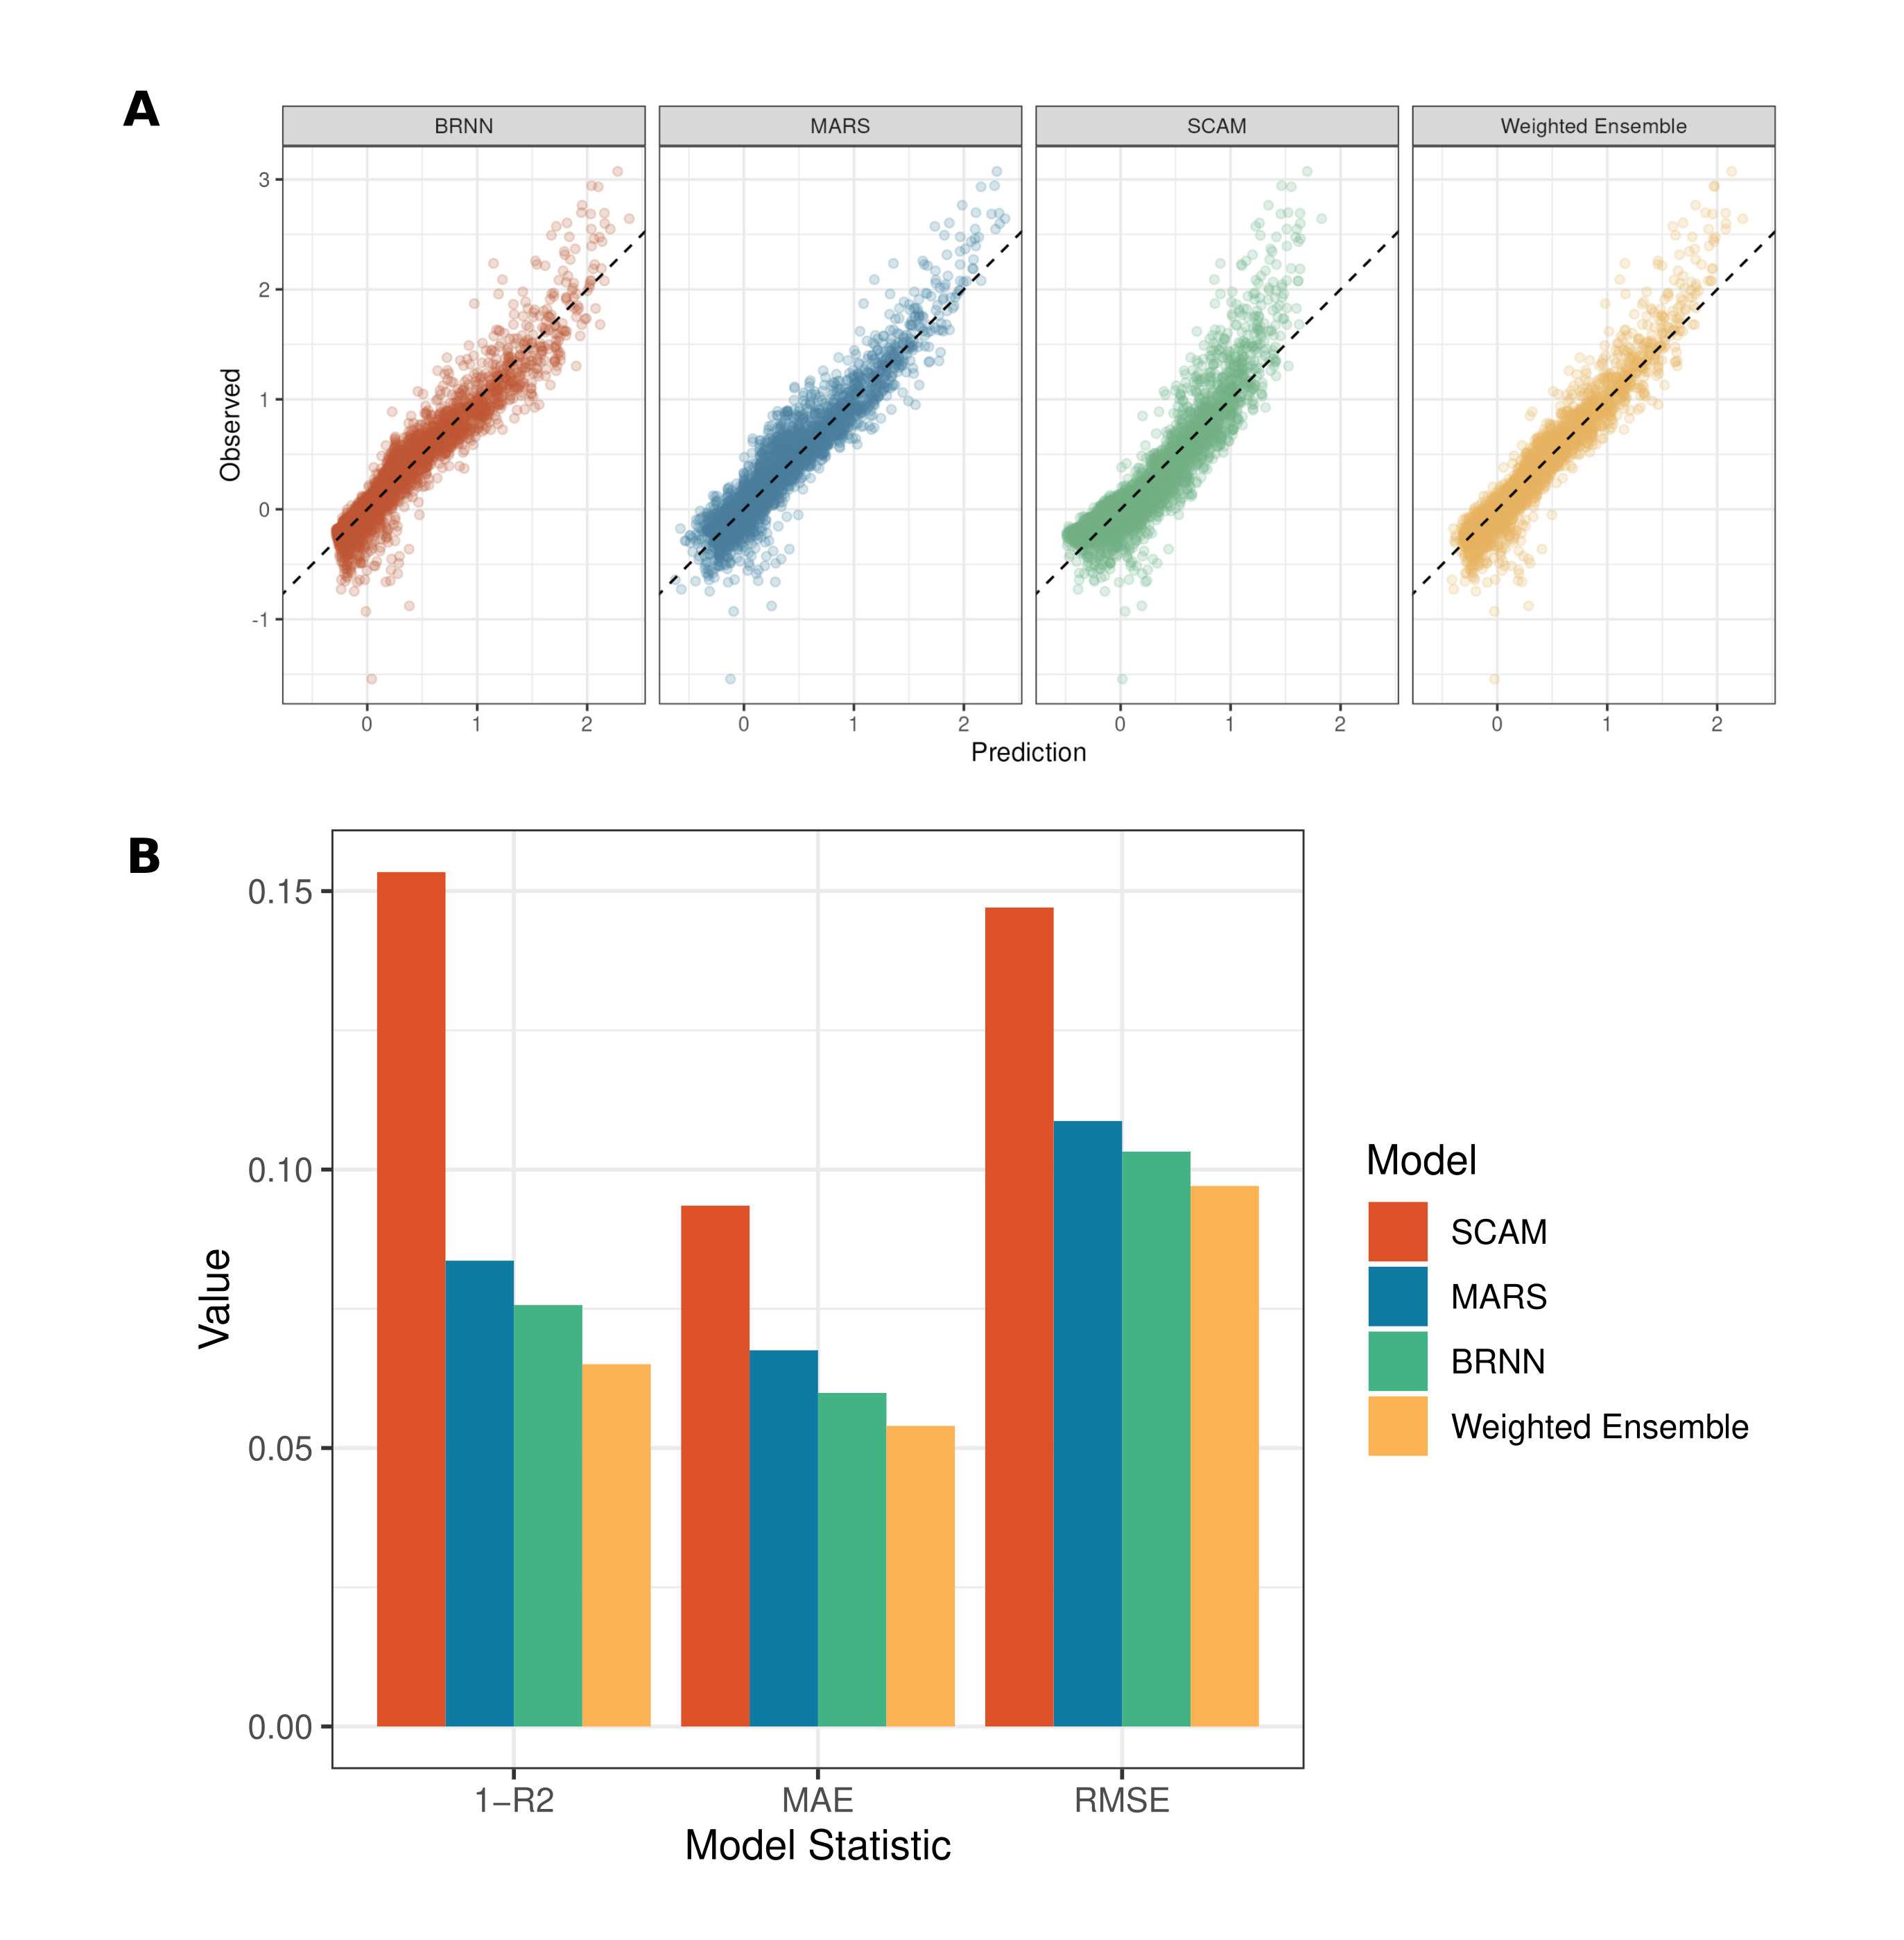 A
BRNN MARS SCAM Weighted Ensemble
3
2
1
0
-1
Observed
0 1 2 0 1 2 0 1 2 0 1 2
Prediction
B
0.15
0.10
0.05
0.00
Value
1−R2 MAE RMSE
Model Statistic
Model
SCAM
MARS
BRNN
Weighted Ensemble